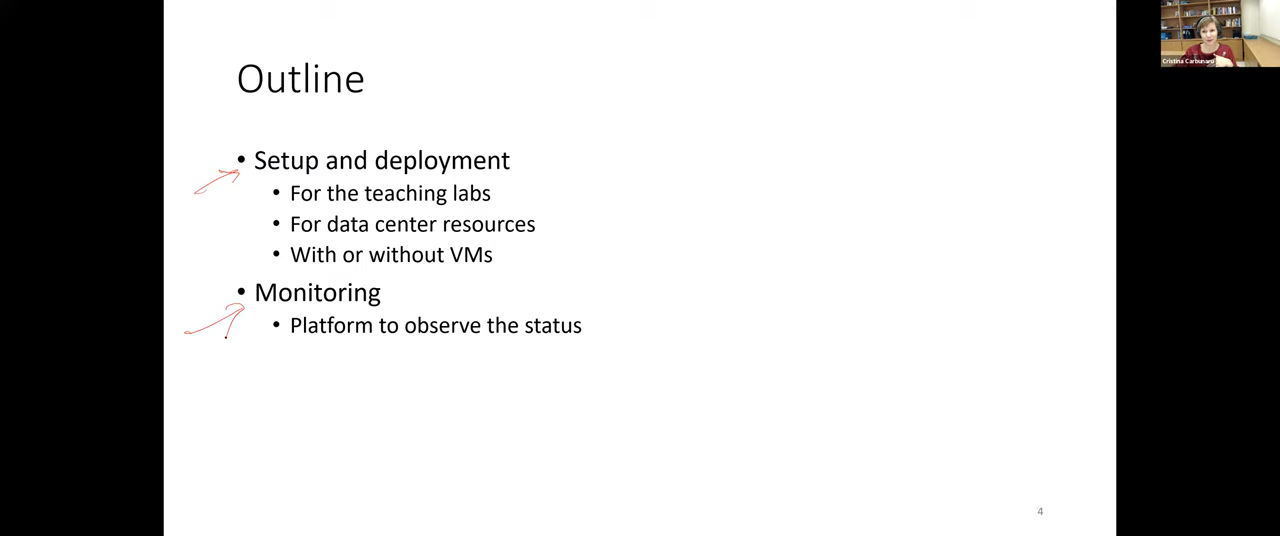 Outline
• Setup and deployment
• For the teaching labs
• For data center resources
• With or without VMs
• Monitoring
• Platform to observe the status
4
Cristina Carbunaru